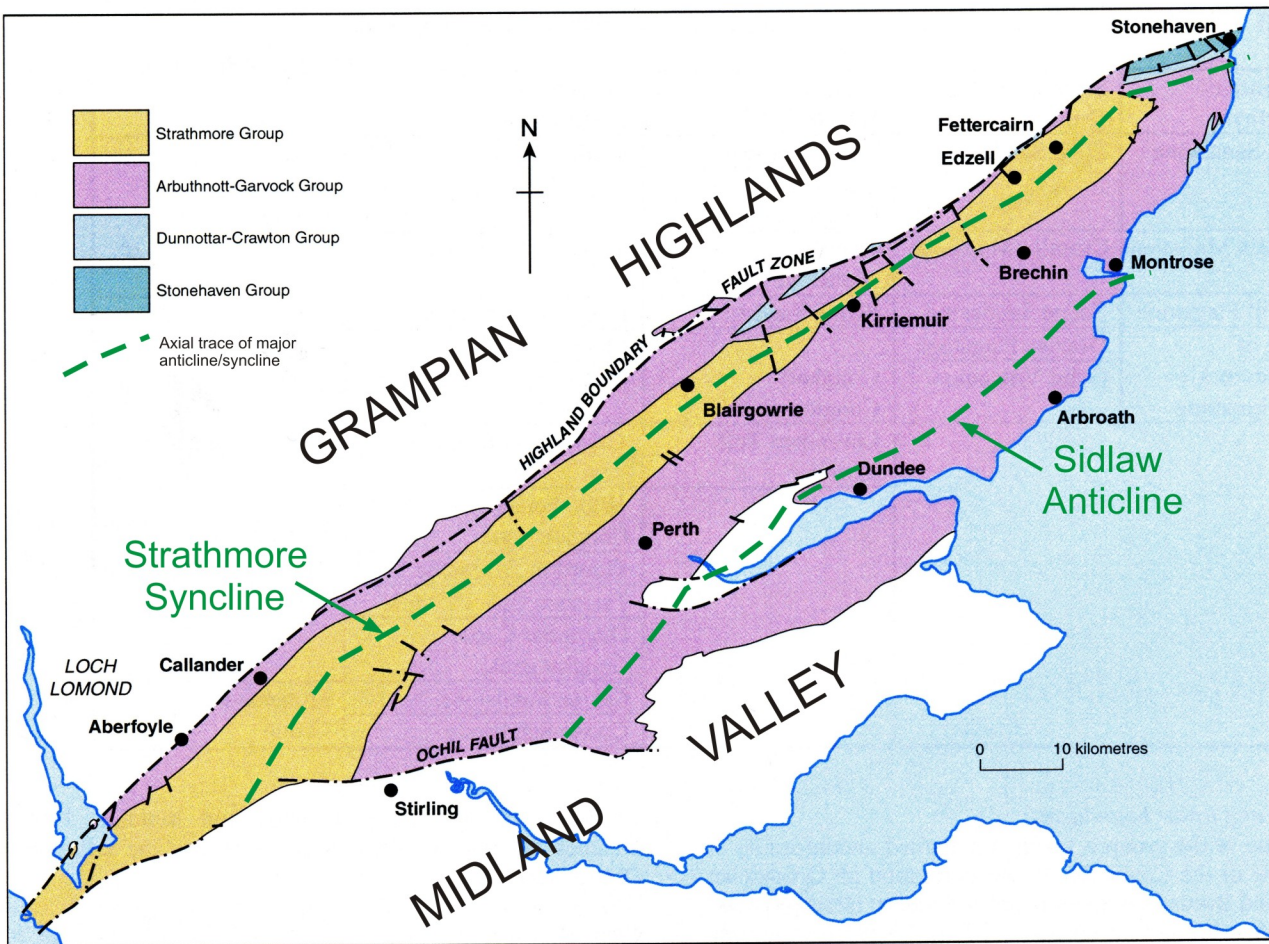 Stonehaven
Strathmore Group
Arbuthnott-Garvock Group
Dunnottar-Crawton Group
Stonehaven Group
Axial trace of major
anticline/syncline
N
Fettercairn
Edzell
GRAMPIAN
HIGHLANDS
HIGHLAND BOUNDARY
FAULT ZONE
Brechin
Montrose
Kirriemuir
Blairgowrie
Arbroath
Dundee
Sidlaw
Anticline
Perth
Strathmore
Syncline
LOCH
LOMOND
Callander
Aberfoyle
OCHIL FAULT
Stirling
MIDLAND
VALLEY
0 10 kilometres